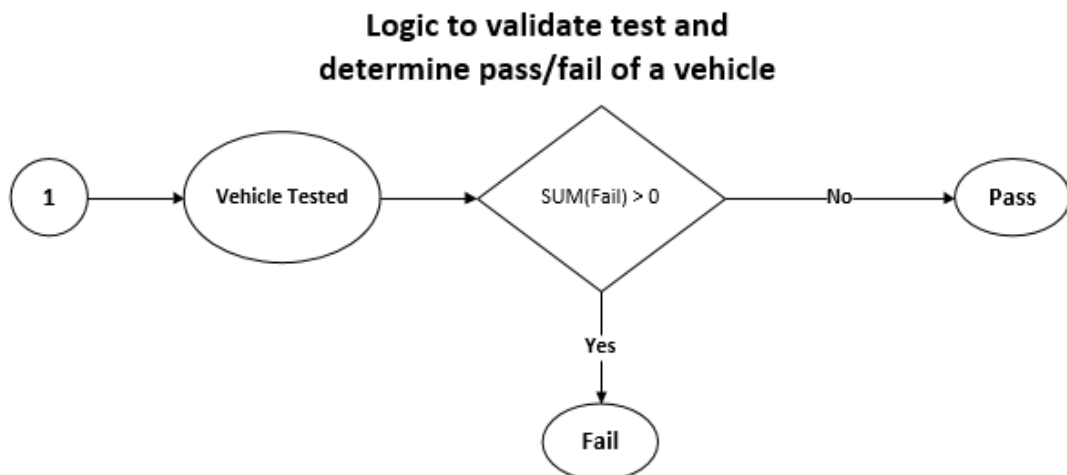 Logic to validate test and
determine pass/fail of a vehicle
1
Vehicle Tested
SUM(Fail) > 0
No
Pass
Yes
Fail